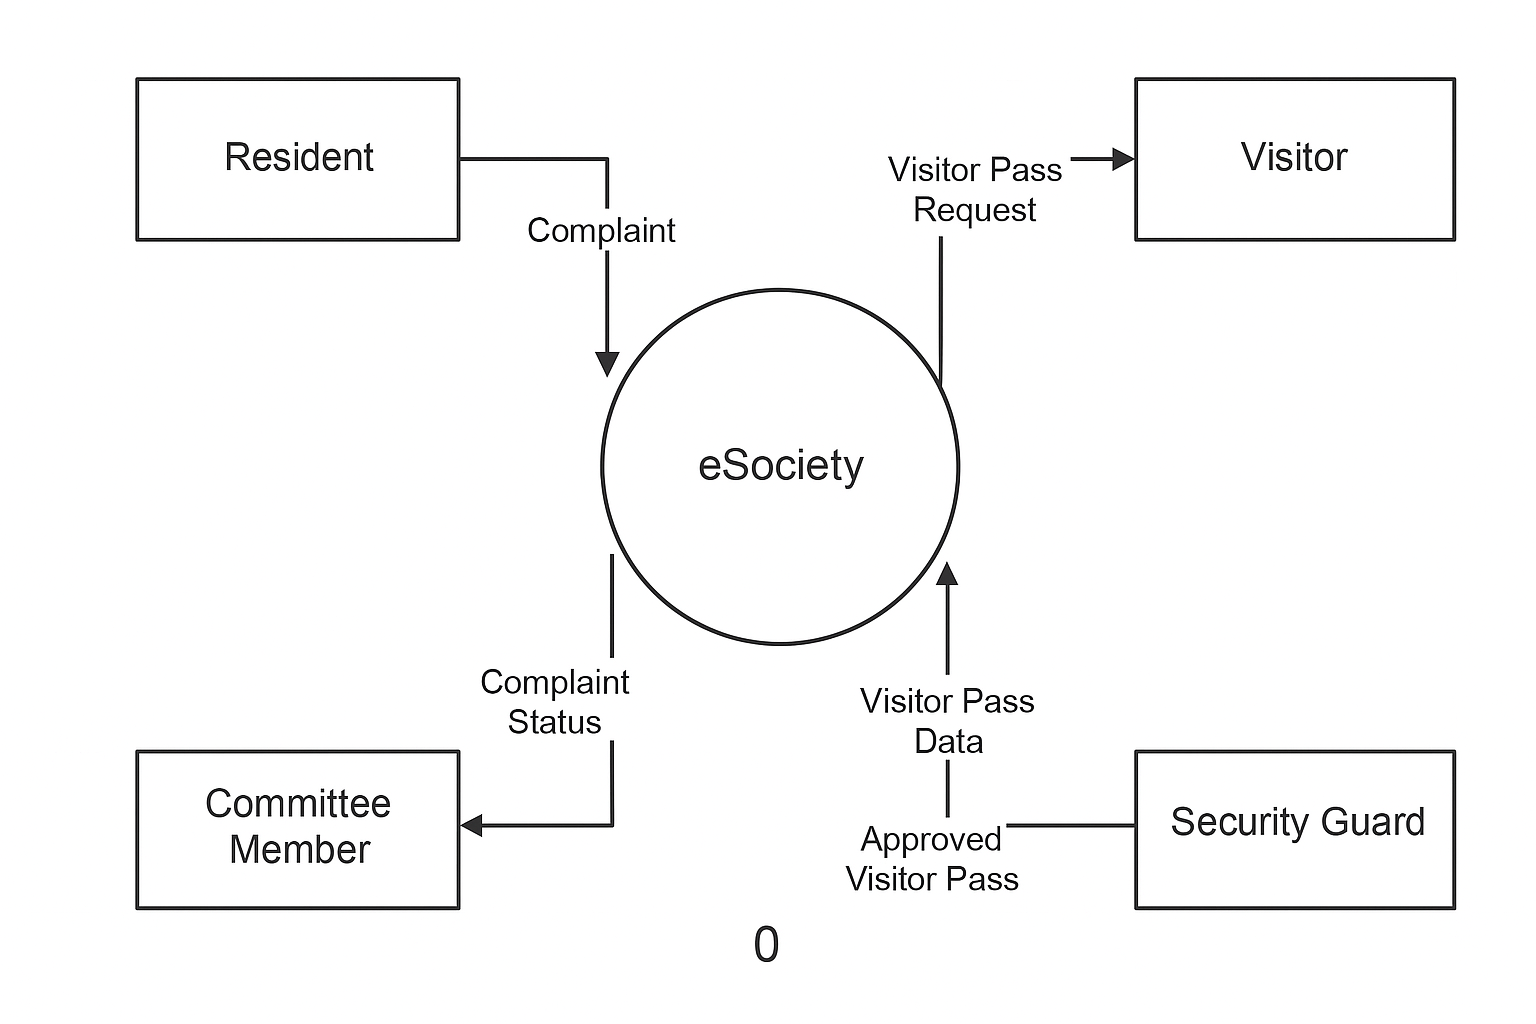 Resident
Visitor
Visitor Pass
Request
Complaint
eSociety
Complaint
Status
Visitor Pass
Data
Committee
Member
Approved
Visitor Pass
Security Guard
0